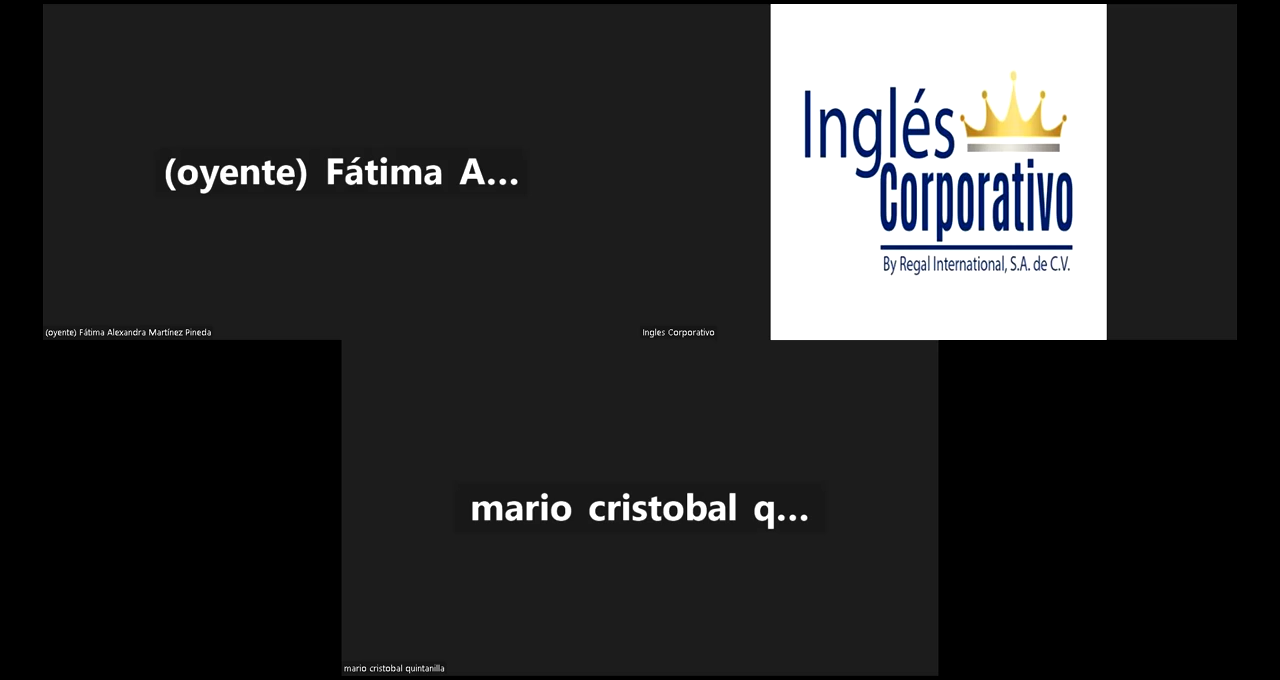 (oyente) Fátima A...
(oyente) Fátima Alexandra Martínez Pineda
Inglés
Corporativo
By Regal International, S.A. de C.V.
Ingles Corporativo
mario cristobal q...
mario cristobal quintanilla